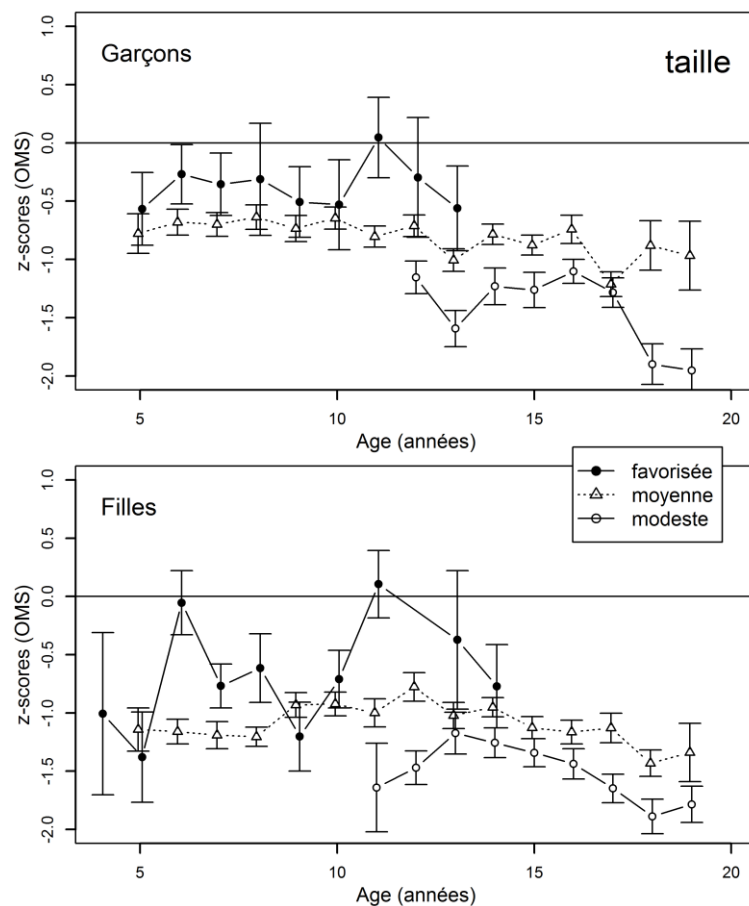 Garçons
taille
z-scores (OMS)
1.0
0.5
0.0
-0.5
-1.0
-1.5
-2.0
5
10
15
20
Age (années)
Filles
favorisée
moyenne
modeste
z-scores (OMS)
1.0
0.5
0.0
-0.5
-1.0
-1.5
-2.0
5
10
15
20
Age (années)